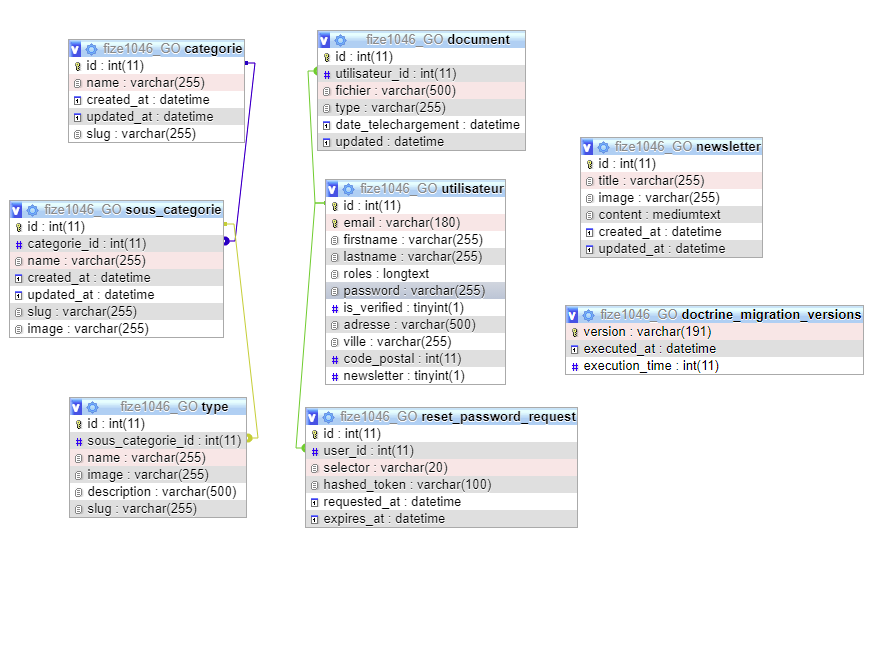 fize1046_GO categorie
id : int(11)
name : varchar(255)
created_at : datetime
updated_at : datetime
slug : varchar(255)
fize1046_GO sous_categorie
id : int(11)
categorie_id : int(11)
name : varchar(255)
created_at : datetime
updated_at : datetime
slug : varchar(255)
image : varchar(255)
fize1046_GO type
id : int(11)
sous_categorie_id : int(11)
name : varchar(255)
image : varchar(255)
description : varchar(500)
slug : varchar(255)
fize1046_GO document
id : int(11)
utilisateur_id : int(11)
fichier : varchar(500)
type : varchar(255)
date_telechargement : datetime
updated : datetime
fize1046_GO utilisateur
id : int(11)
email : varchar(180)
firstname : varchar(255)
lastname : varchar(255)
roles : longtext
password : varchar(255)
is_verified : tinyint(1)
adresse : varchar(500)
ville : varchar(255)
code_postal : int(11)
newsletter : tinyint(1)
fize1046_GO reset_password_request
id : int(11)
user_id : int(11)
selector : varchar(20)
hashed_token : varchar(100)
requested_at : datetime
expires_at : datetime
fize1046_GO newsletter
id : int(11)
title : varchar(255)
image : varchar(255)
content : mediumtext
created_at : datetime
updated_at : datetime
fize1046_GO doctrine_migration_versions
version : varchar(191)
executed_at : datetime
execution_time : int(11)